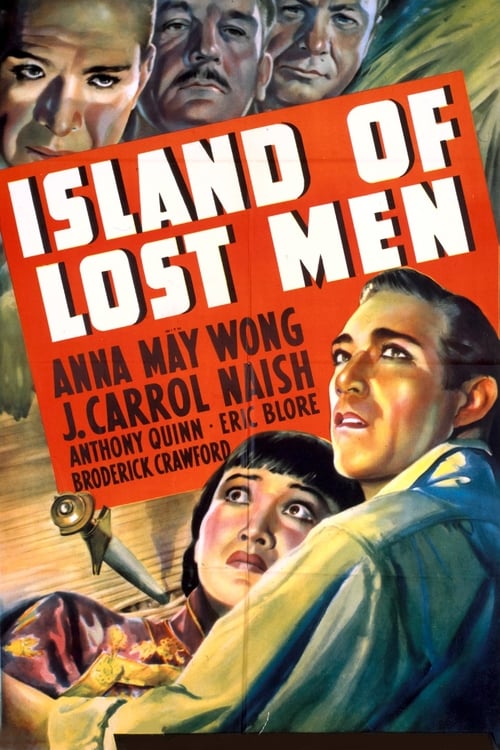 ISLAND OF
LOST MEN
WITH
ANNA MAY WONG
J. CARROL NAISH
ANTHONY QUINN · ERIC BLORE
BRODERICK CRAWFORD